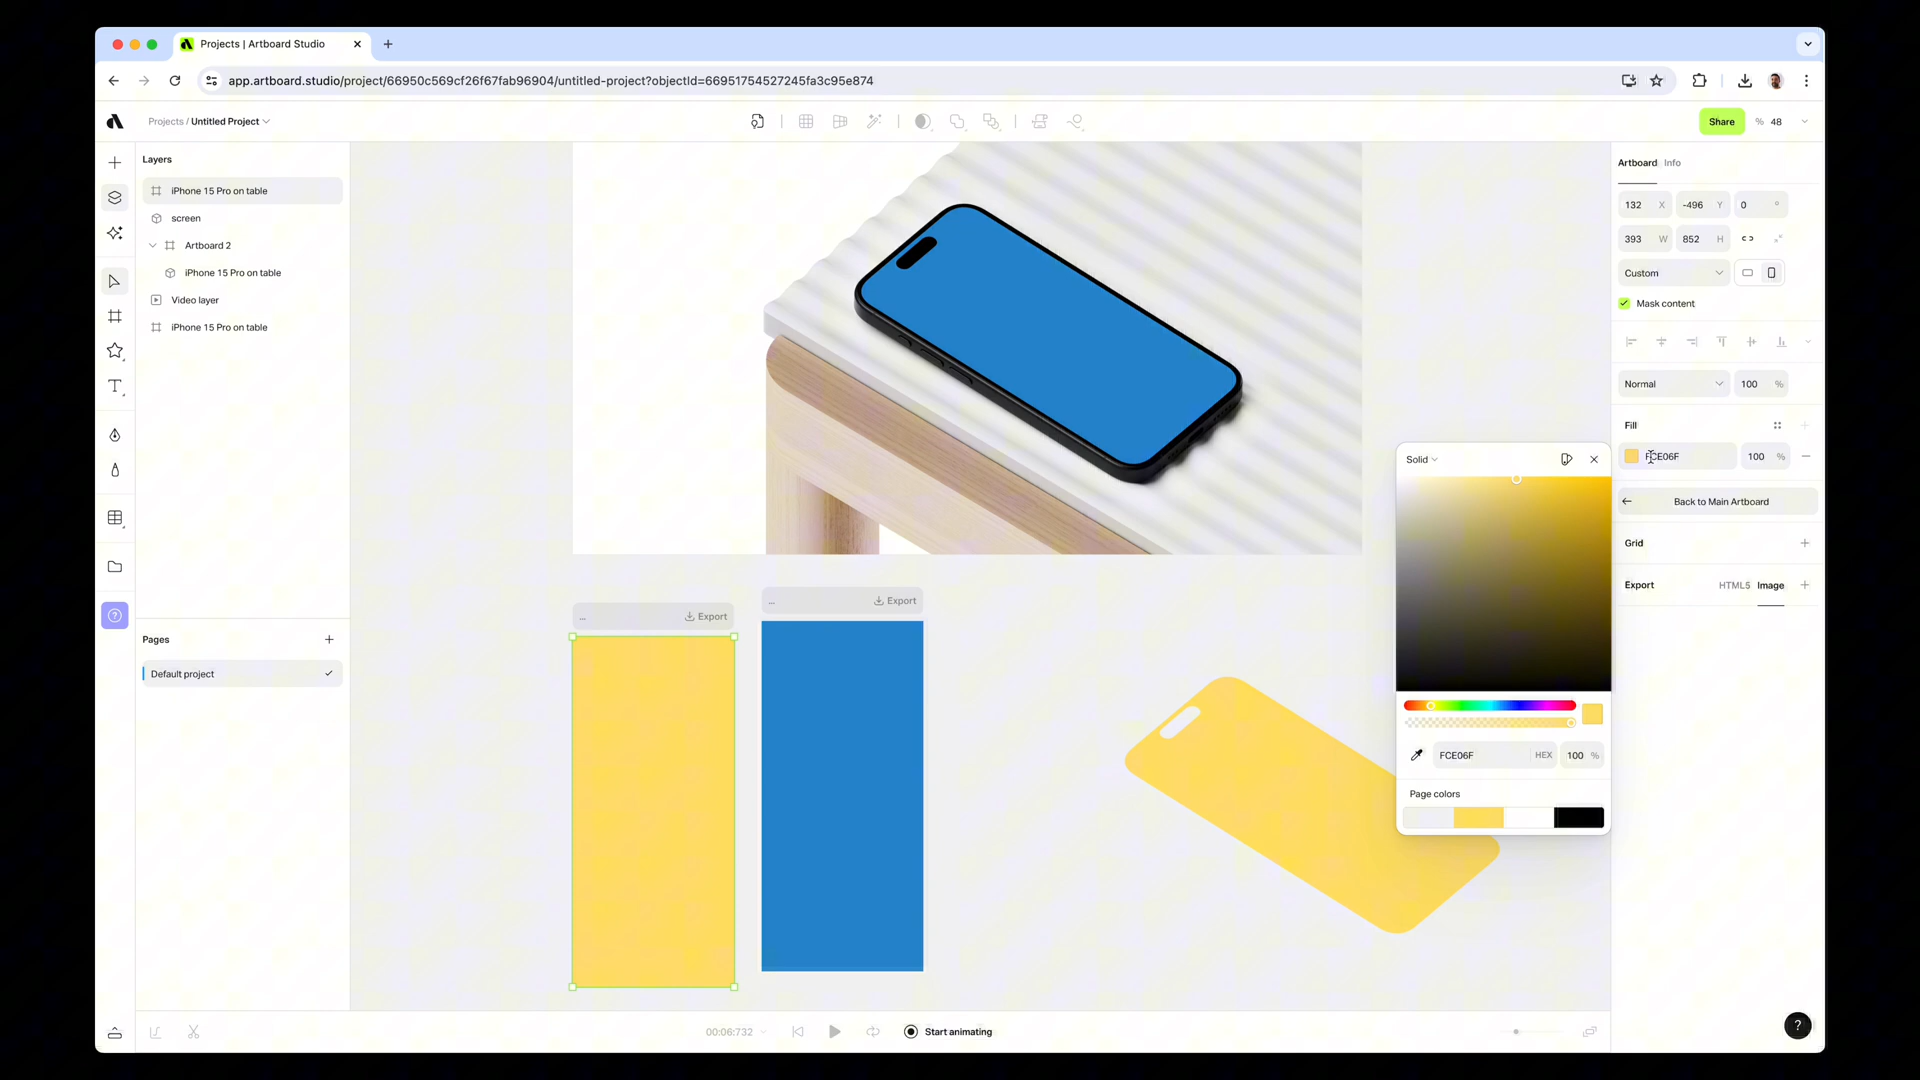 Projects | Artboard Studio
app.artboard.studio/project/66950c569cf26f67fab96904/untitled-project?objectId=66951754527245fa3c95e874
Projects / Untitled Project
Share
% 48
Layers
iPhone 15 Pro on table
screen
Artboard 2
iPhone 15 Pro on table
Video layer
iPhone 15 Pro on table
Pages
Default project
... Export
... Export
00:06:732
Start animating
Solid
FCE06F HEX 100 %
Page colors
Artboard Info
132 X -496 Y 0 °
393 W 852 H
Custom
Mask content
Normal 100 %
Fill
FCE06F 100 %
Back to Main Artboard
Grid
Export HTML5 Image
?
?